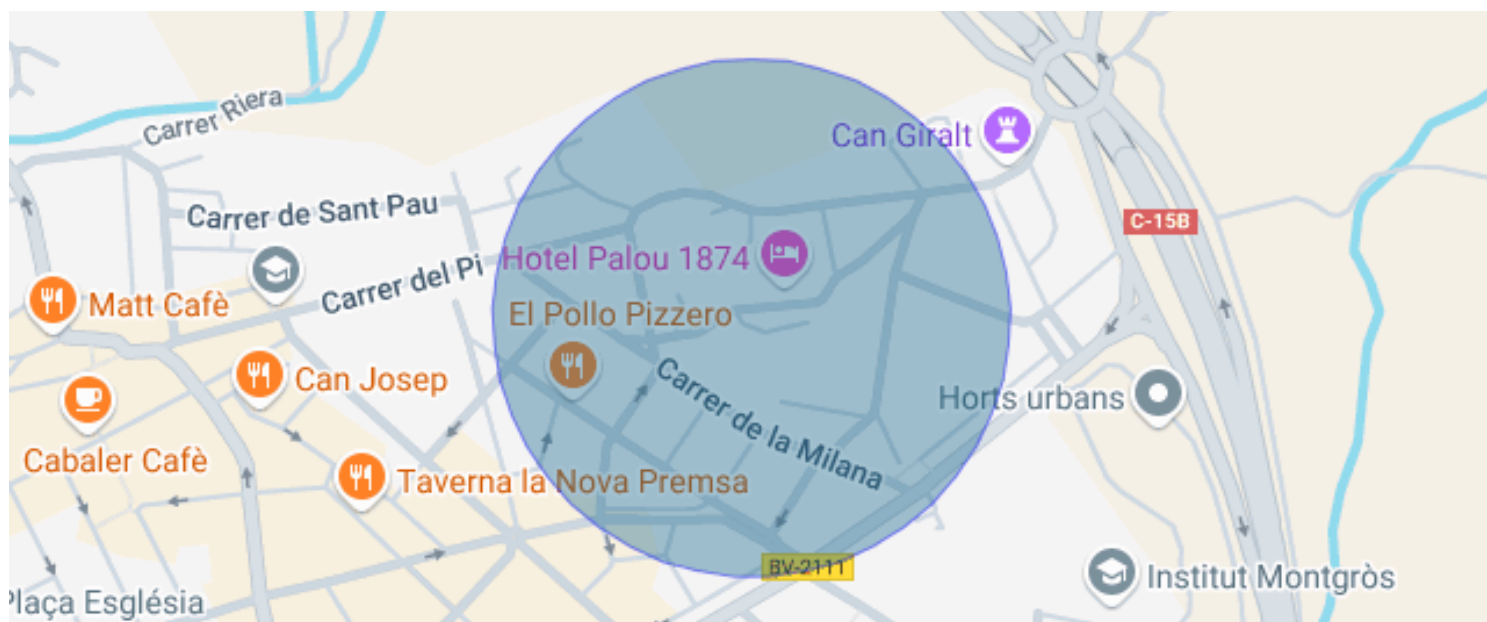 Carrer Riera
Can Giralt
Carrer de Sant Pau
C-15B
Hotel Palou 1874
Carrer del Pi
Matt Cafè
El Pollo Pizzero
Can Josep
Carrer de la Milana
Horts urbans
Cabaler Cafè
Taverna la Nova Premsa
BV-2111
Institut Montgròs
Plaça Església